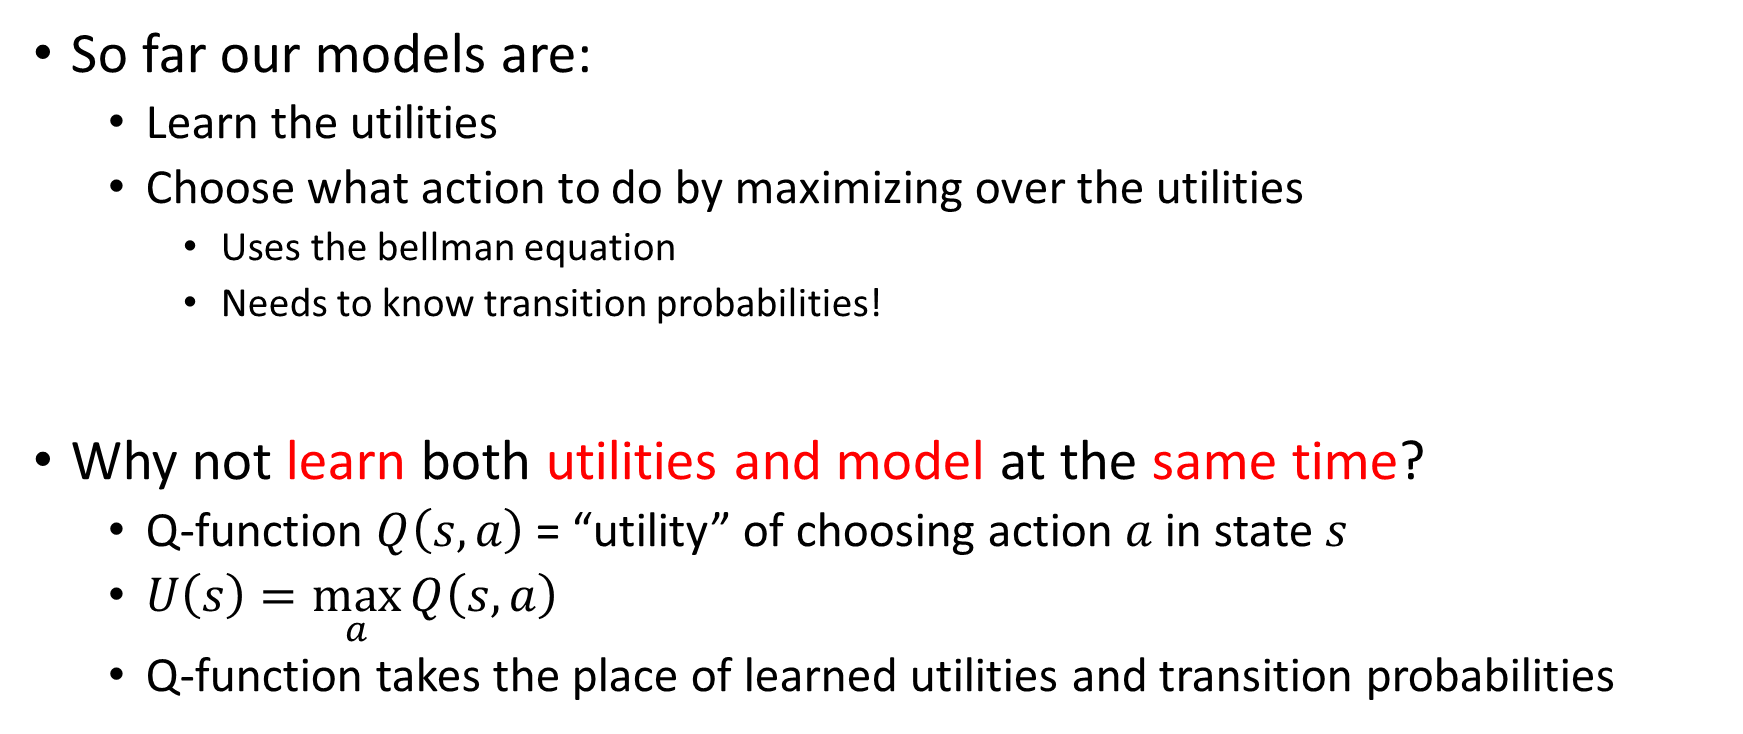 • So far our models are:
• Learn the utilities
• Choose what action to do by maximizing over the utilities
• Uses the bellman equation
• Needs to know transition probabilities!
• Why not learn both utilities and model at the same time?
• Q-function Q(s, a) = “utility” of choosing action a in state s
• U(s) = max Q(s, a)
a
• Q-function takes the place of learned utilities and transition probabilities